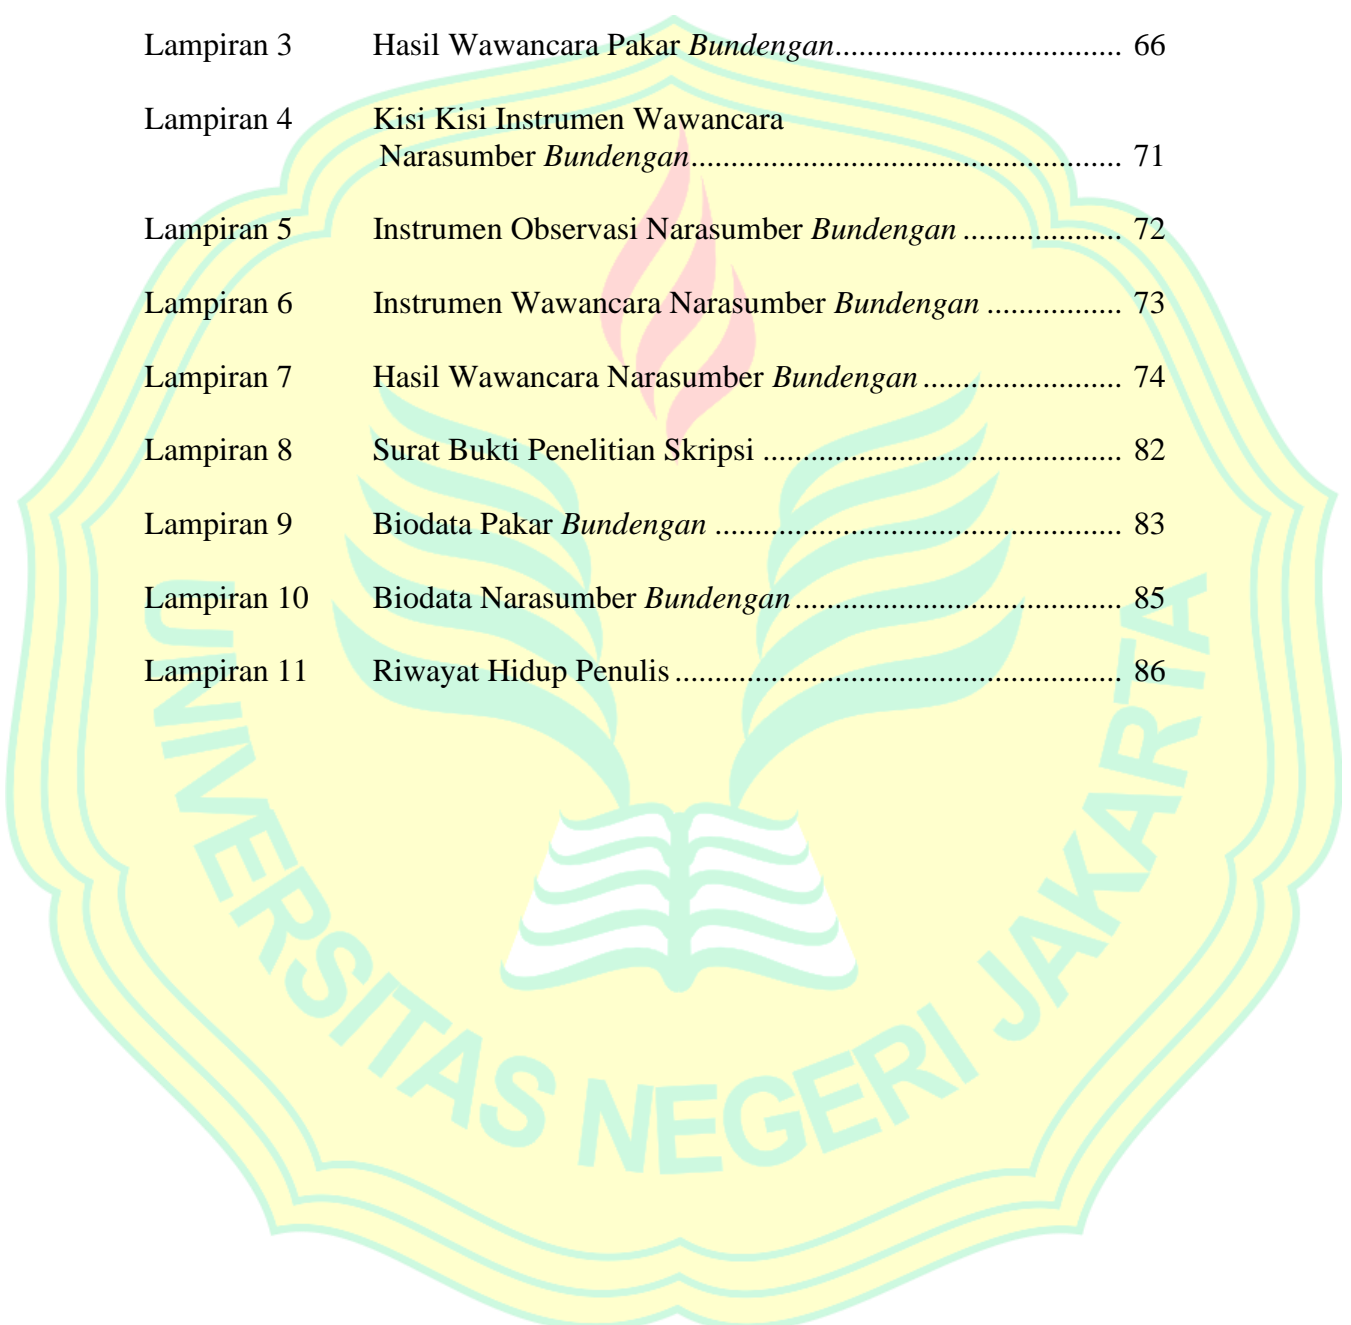 Lampiran 3 Hasil Wawancara Pakar Bundengan.................................... 66
Lampiran 4 Kisi Kisi Instrumen Wawancara
Narasumber Bundengan...................................................... 71
Lampiran 5 Instrumen Observasi Narasumber Bundengan .................... 72
Lampiran 6 Instrumen Wawancara Narasumber Bundengan ................. 73
Lampiran 7 Hasil Wawancara Narasumber Bundengan ......................... 74
Lampiran 8 Surat Bukti Penelitian Skripsi ............................................. 82
Lampiran 9 Biodata Pakar Bundengan ................................................... 83
Lampiran 10 Biodata Narasumber Bundengan ......................................... 85
Lampiran 11 Riwayat Hidup Penulis ........................................................ 86
UNIVERSITAS NEGERI JAKARTA